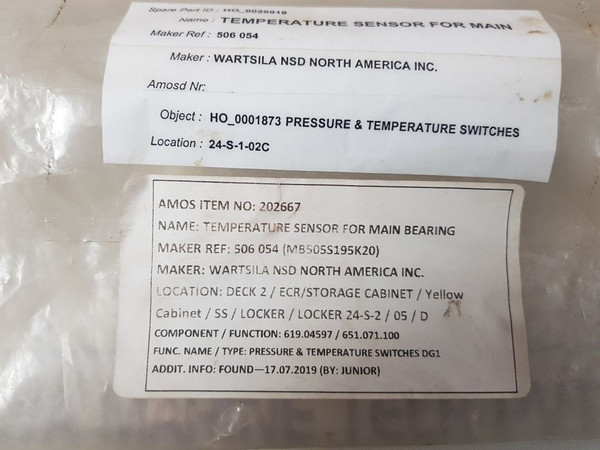 Spare Part ID : HO_0028919
Name : TEMPERATURE SENSOR FOR MAIN
Maker Ref : 506 054
Maker : WARTSILA NSD NORTH AMERICA INC.
Amosd Nr:
Object : HO_0001873 PRESSURE & TEMPERATURE SWITCHES
Location : 24-S-1-02C
AMOS ITEM NO: 202667
NAME: TEMPERATURE SENSOR FOR MAIN BEARING
MAKER REF: 506 054 (MB505S195K20)
MAKER: WARTSILA NSD NORTH AMERICA INC.
LOCATION: DECK 2 / ECR/STORAGE CABINET / Yellow
Cabinet / SS / LOCKER / LOCKER 24-S-2 / 05 / D
COMPONENT / FUNCTION: 619.04597 / 651.071.100
FUNC. NAME / TYPE: PRESSURE & TEMPERATURE SWITCHES DG1
ADDIT. INFO: FOUND—17.07.2019 (BY: JUNIOR)